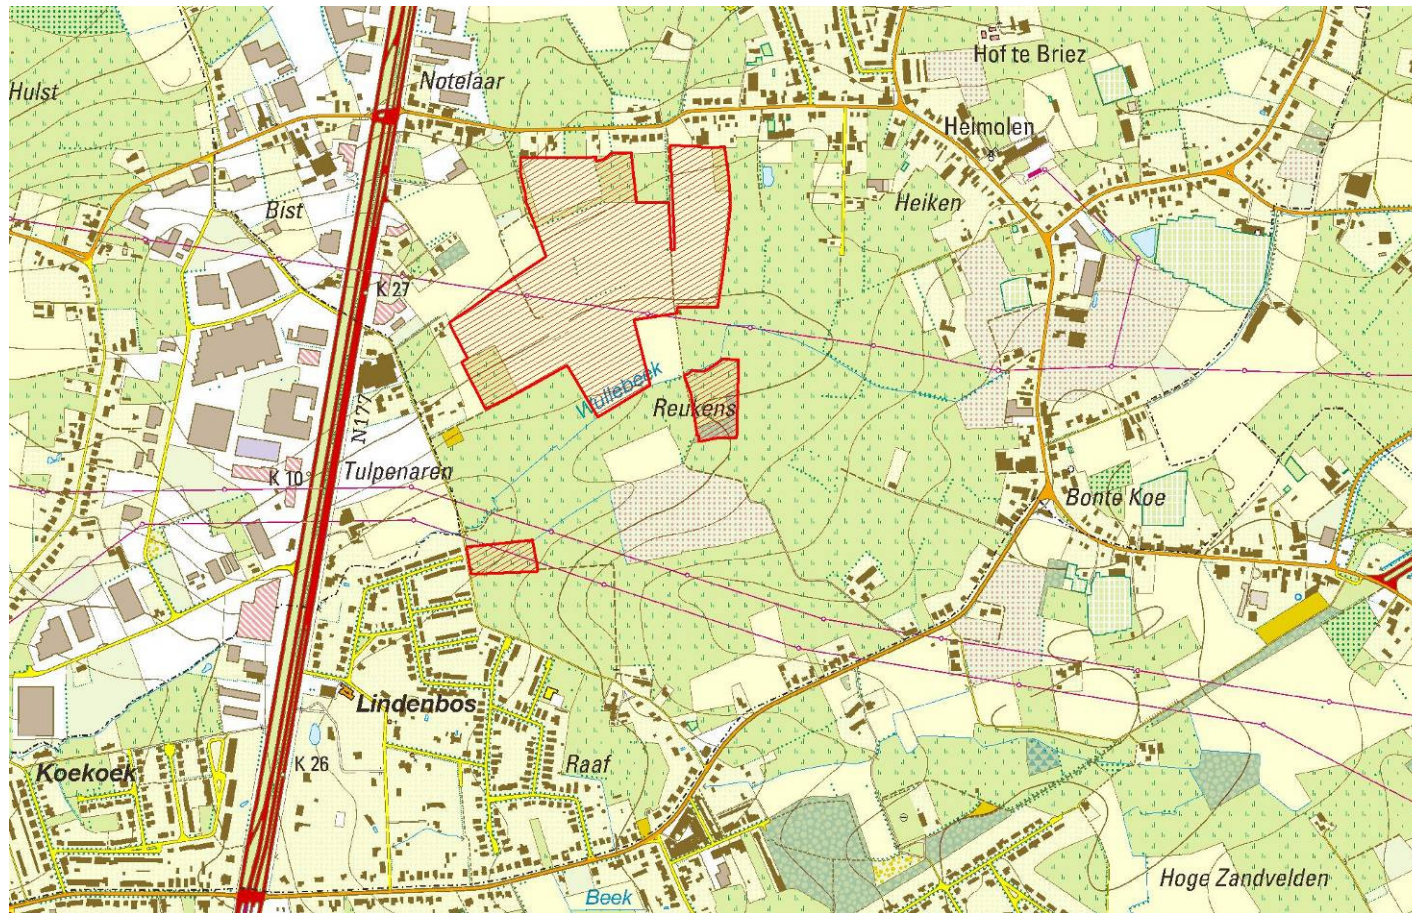 Hof te Briez
Notelaar
Hulst
Helmolen
Heiken
Bist
K 27
Wullebeek
Reukens
N177
Tulpenaren
K 10
Bonte Koe
Lindenbos
Koekoek
K 26
Raaf
Hoge Zandvelden
Beek